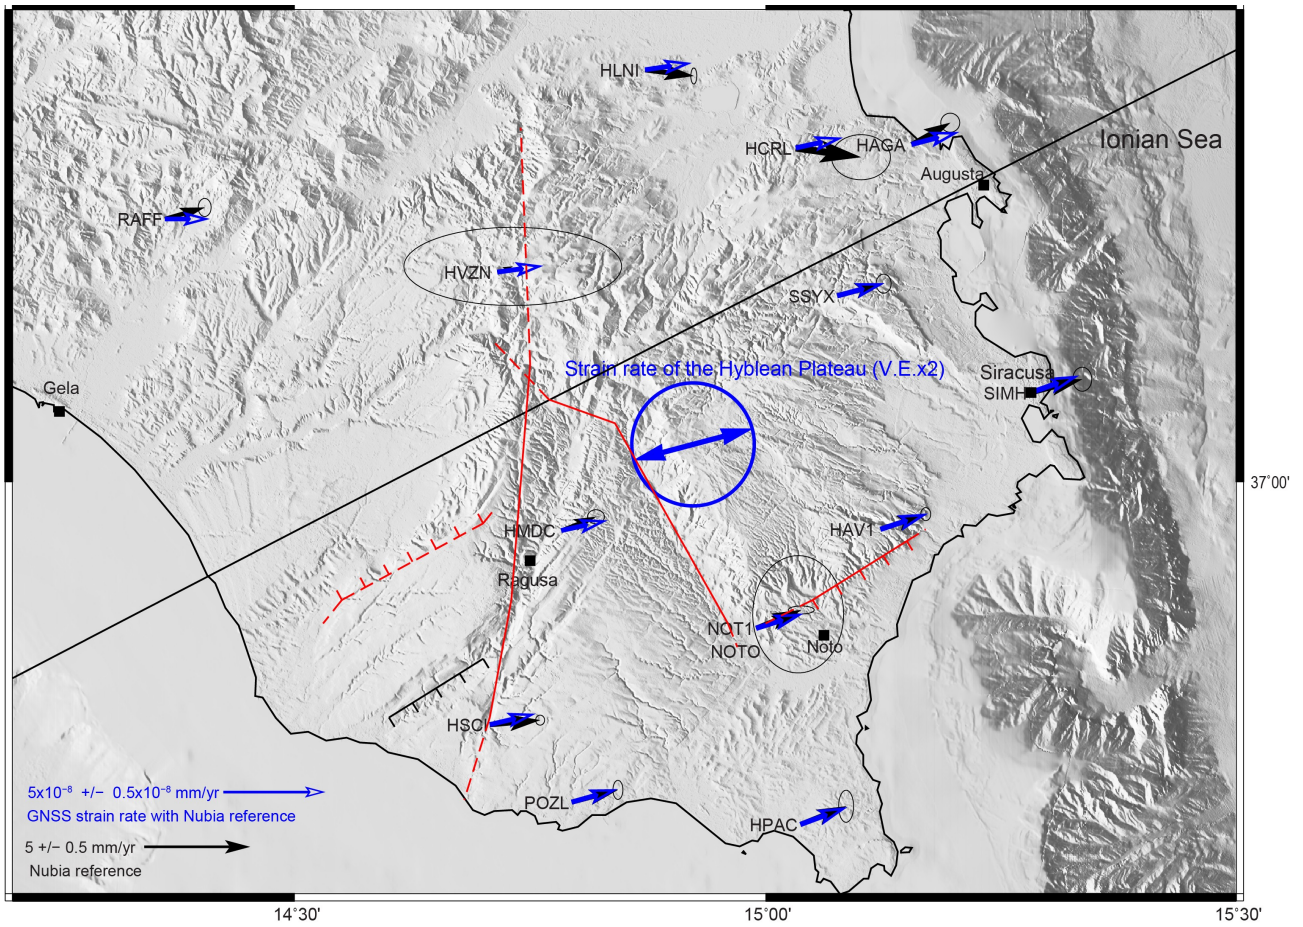 HLNI
Ionian Sea
HCRL
HAGA
Augusta
RAFF
HVZN
SSYX
Strain rate of the Hyblean Plateau (V.E.x2)
Siracusa
SIMH
Gela
37°00'
HMDC
HAV1
Ragusa
NOT1
NOTO
Noto
HSCI
5x10⁻⁸ +/− 0.5x10⁻⁸ mm/yr
GNSS strain rate with Nubia reference
POZL
HPAC
5 +/− 0.5 mm/yr
Nubia reference
14°30'
15°00'
15°30'